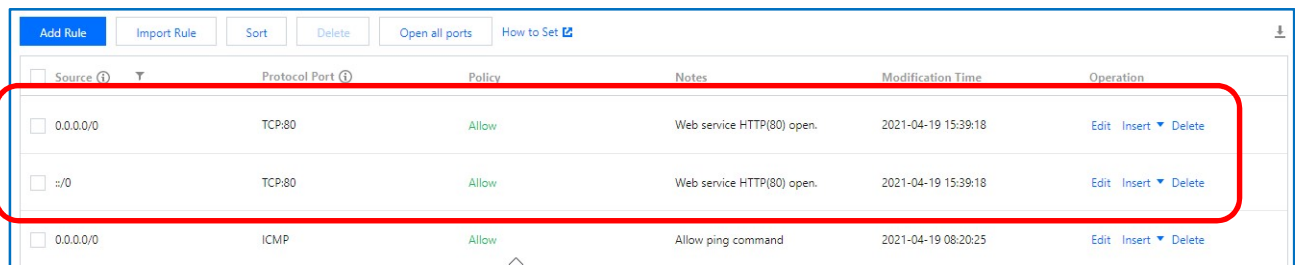 Add Rule Import Rule Sort Delete Open all ports How to Set
Source Protocol Port Policy Notes Modification Time Operation
0.0.0.0/0 TCP:80 Allow Web service HTTP(80) open. 2021-04-19 15:39:18 Edit Insert Delete
::/0 TCP:80 Allow Web service HTTP(80) open. 2021-04-19 15:39:18 Edit Insert Delete
0.0.0.0/0 ICMP Allow Allow ping command 2021-04-19 08:20:25 Edit Insert Delete